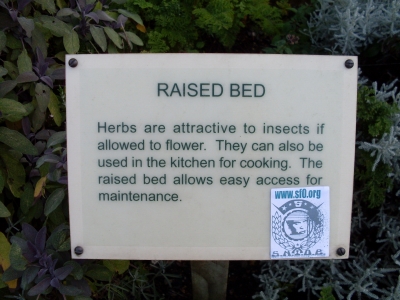 RAISED BED
Herbs are attractive to insects if
allowed to flower. They can also be
used in the kitchen for cooking. The
raised bed allows easy access for
maintenance.
www.sf0.org